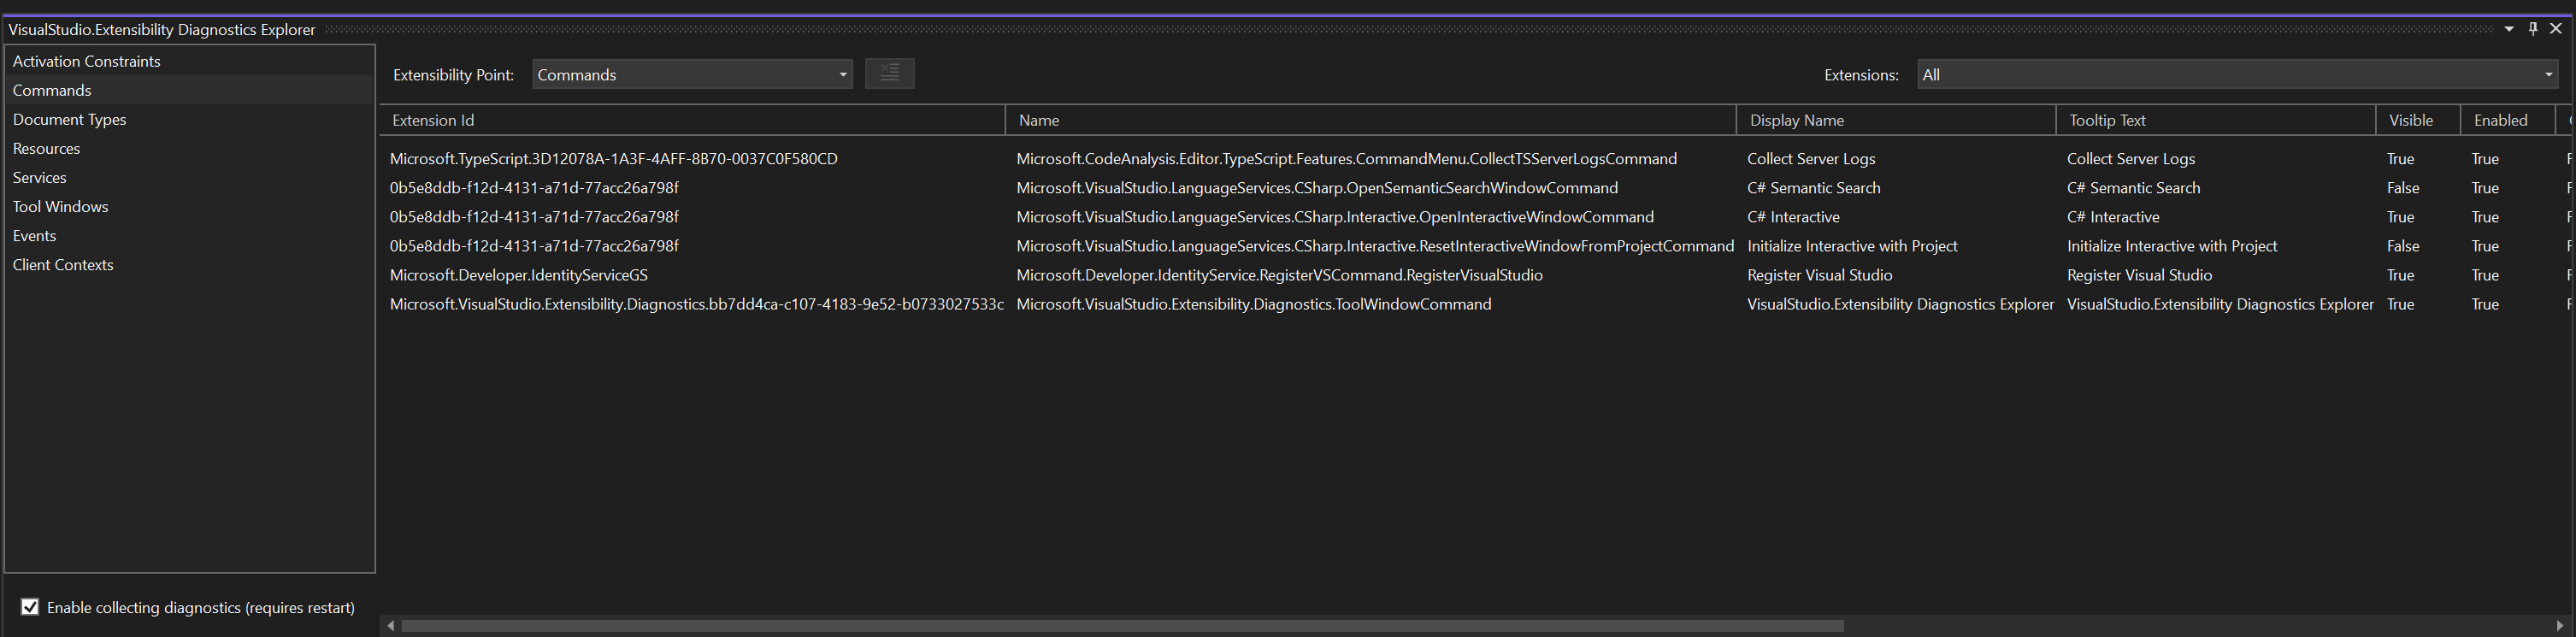 VisualStudio.Extensibility Diagnostics Explorer
Activation Constraints
Commands
Document Types
Resources
Services
Tool Windows
Events
Client Contexts
Enable collecting diagnostics (requires restart)
Extensibility Point: Commands Extensions: All
Extension Id Name Display Name Tooltip Text Visible Enabled
Microsoft.TypeScript.3D12078A-1A3F-4AFF-8B70-0037C0F580CD Microsoft.CodeAnalysis.Editor.TypeScript.Features.CommandMenu.CollectTSServerLogsCommand Collect Server Logs Collect Server Logs True True
0b5e8ddb-f12d-4131-a71d-77acc26a798f Microsoft.VisualStudio.LanguageServices.CSharp.OpenSemanticSearchWindowCommand C# Semantic Search C# Semantic Search False True
0b5e8ddb-f12d-4131-a71d-77acc26a798f Microsoft.VisualStudio.LanguageServices.CSharp.Interactive.OpenInteractiveWindowCommand C# Interactive C# Interactive True True
0b5e8ddb-f12d-4131-a71d-77acc26a798f Microsoft.VisualStudio.LanguageServices.CSharp.Interactive.ResetInteractiveWindowFromProjectCommand Initialize Interactive with Project Initialize Interactive with Project False True
Microsoft.Developer.IdentityServiceGS Microsoft.Developer.IdentityService.RegisterVSCommand.RegisterVisualStudio Register Visual Studio Register Visual Studio True True
Microsoft.VisualStudio.Extensibility.Diagnostics.bb7dd4ca-c107-4183-9e52-b0733027533c Microsoft.VisualStudio.Extensibility.Diagnostics.ToolWindowCommand VisualStudio.Extensibility Diagnostics Explorer VisualStudio.Extensibility Diagnostics Explorer True True